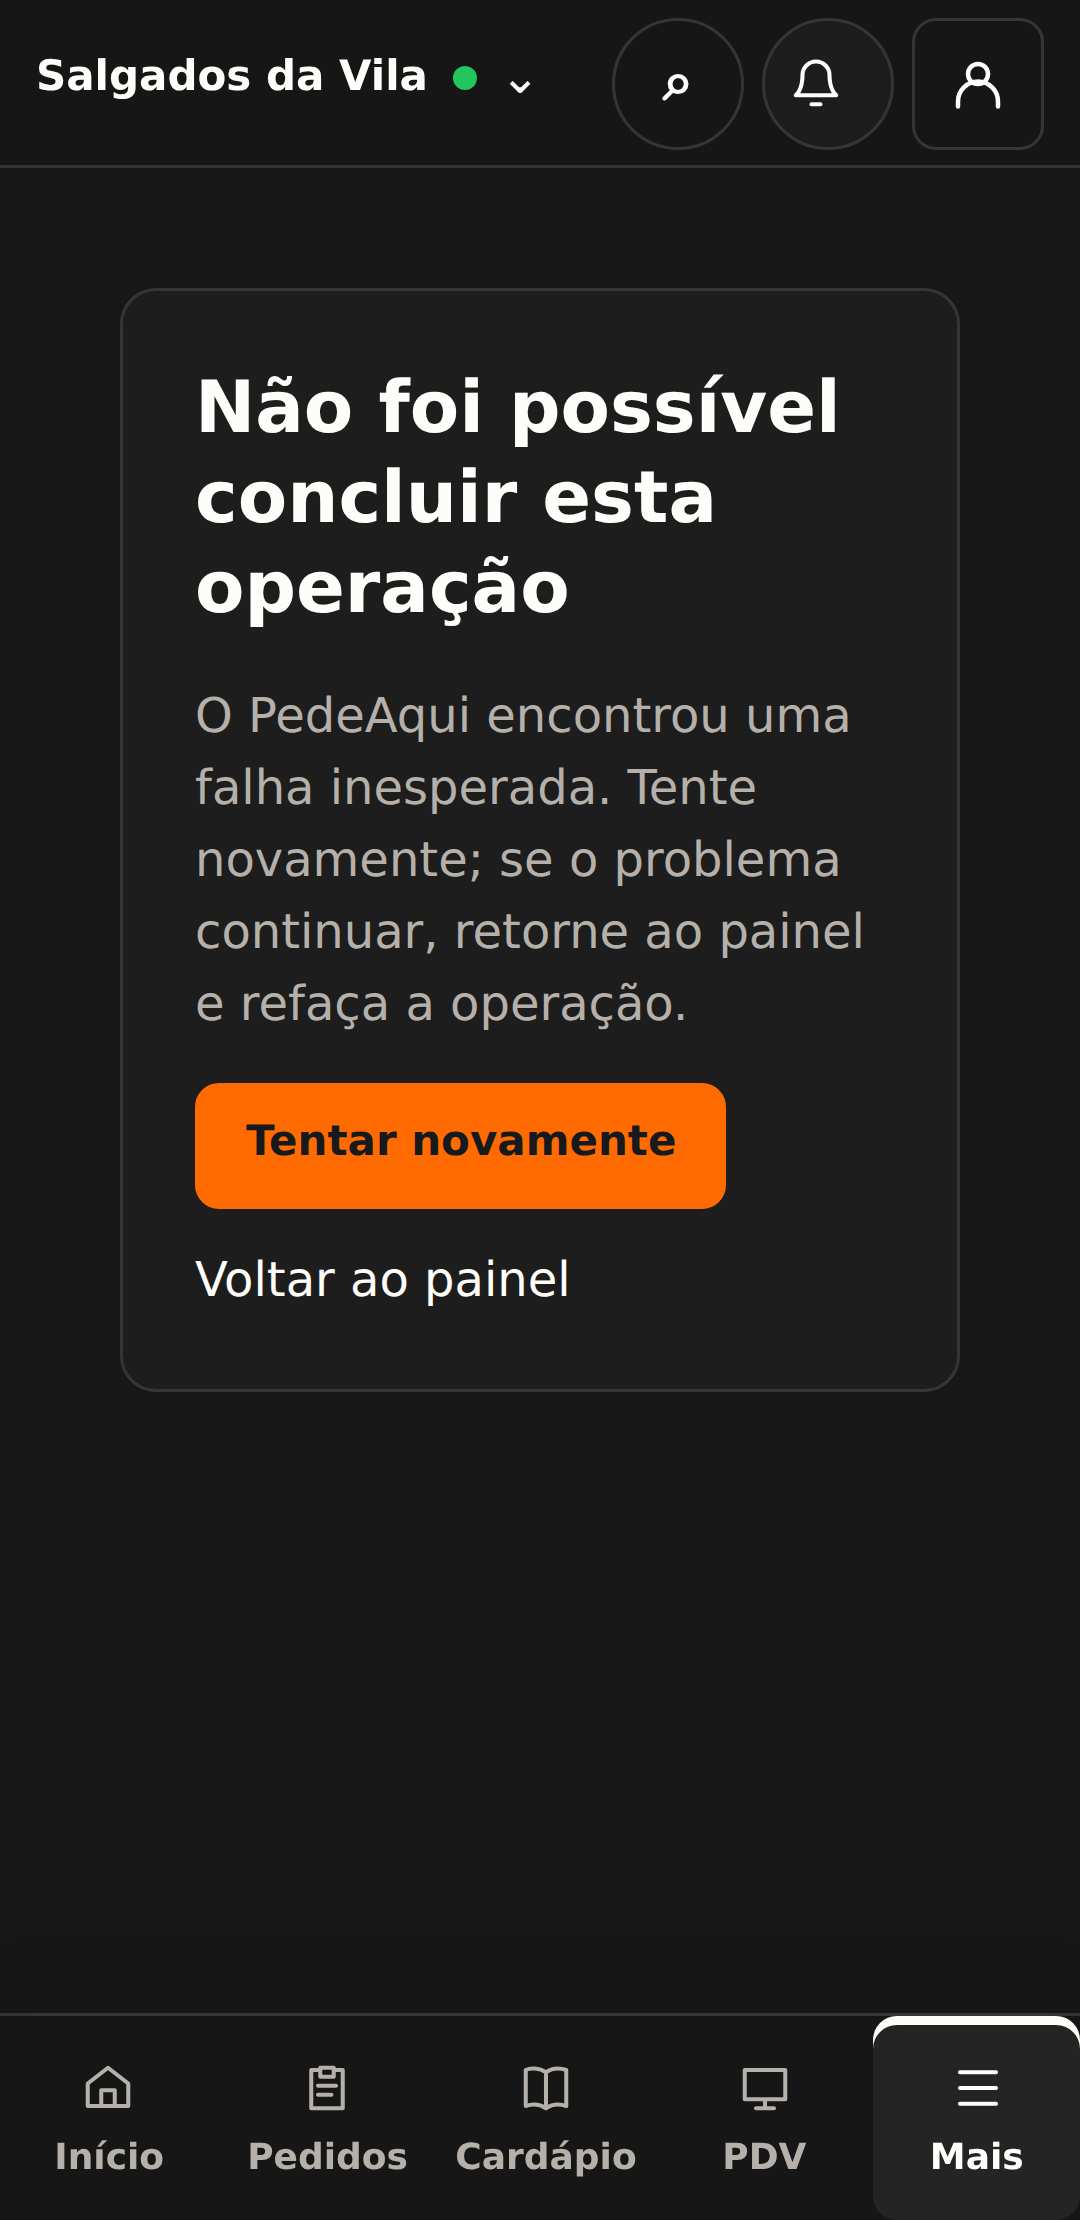 Salgados da Vila
Não foi possível
concluir esta
operação
O PedeAqui encontrou uma
falha inesperada. Tente
novamente; se o problema
continuar, retorne ao painel
e refaça a operação.
Tentar novamente
Voltar ao painel
Início
Pedidos
Cardápio
PDV
Mais